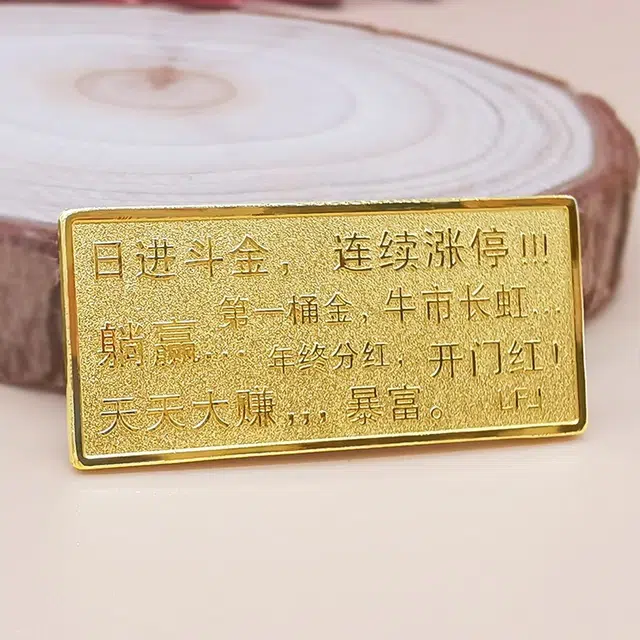 日进斗金，连续涨停!!!
第一桶金，牛市长虹...
躺赢...
年终分红，开门红！
天天大赚,,,暴富。 LFJ